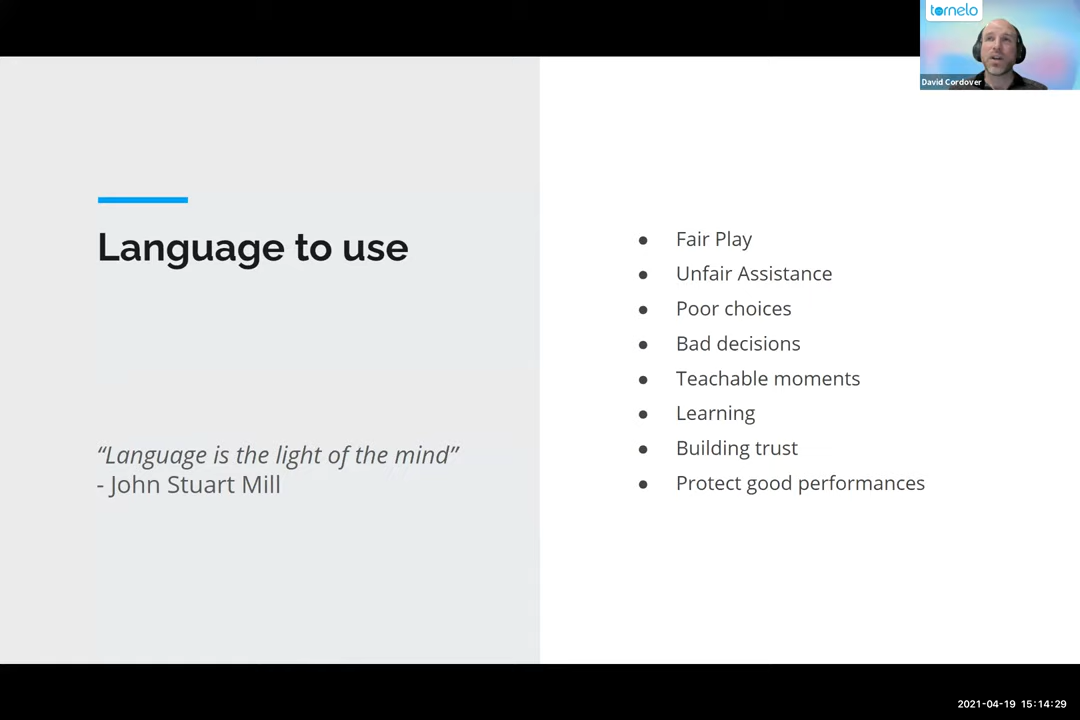 tornelo
David Cordover
Language to use
“Language is the light of the mind”
- John Stuart Mill
● Fair Play
● Unfair Assistance
● Poor choices
● Bad decisions
● Teachable moments
● Learning
● Building trust
● Protect good performances
2021-04-19 15:14:29